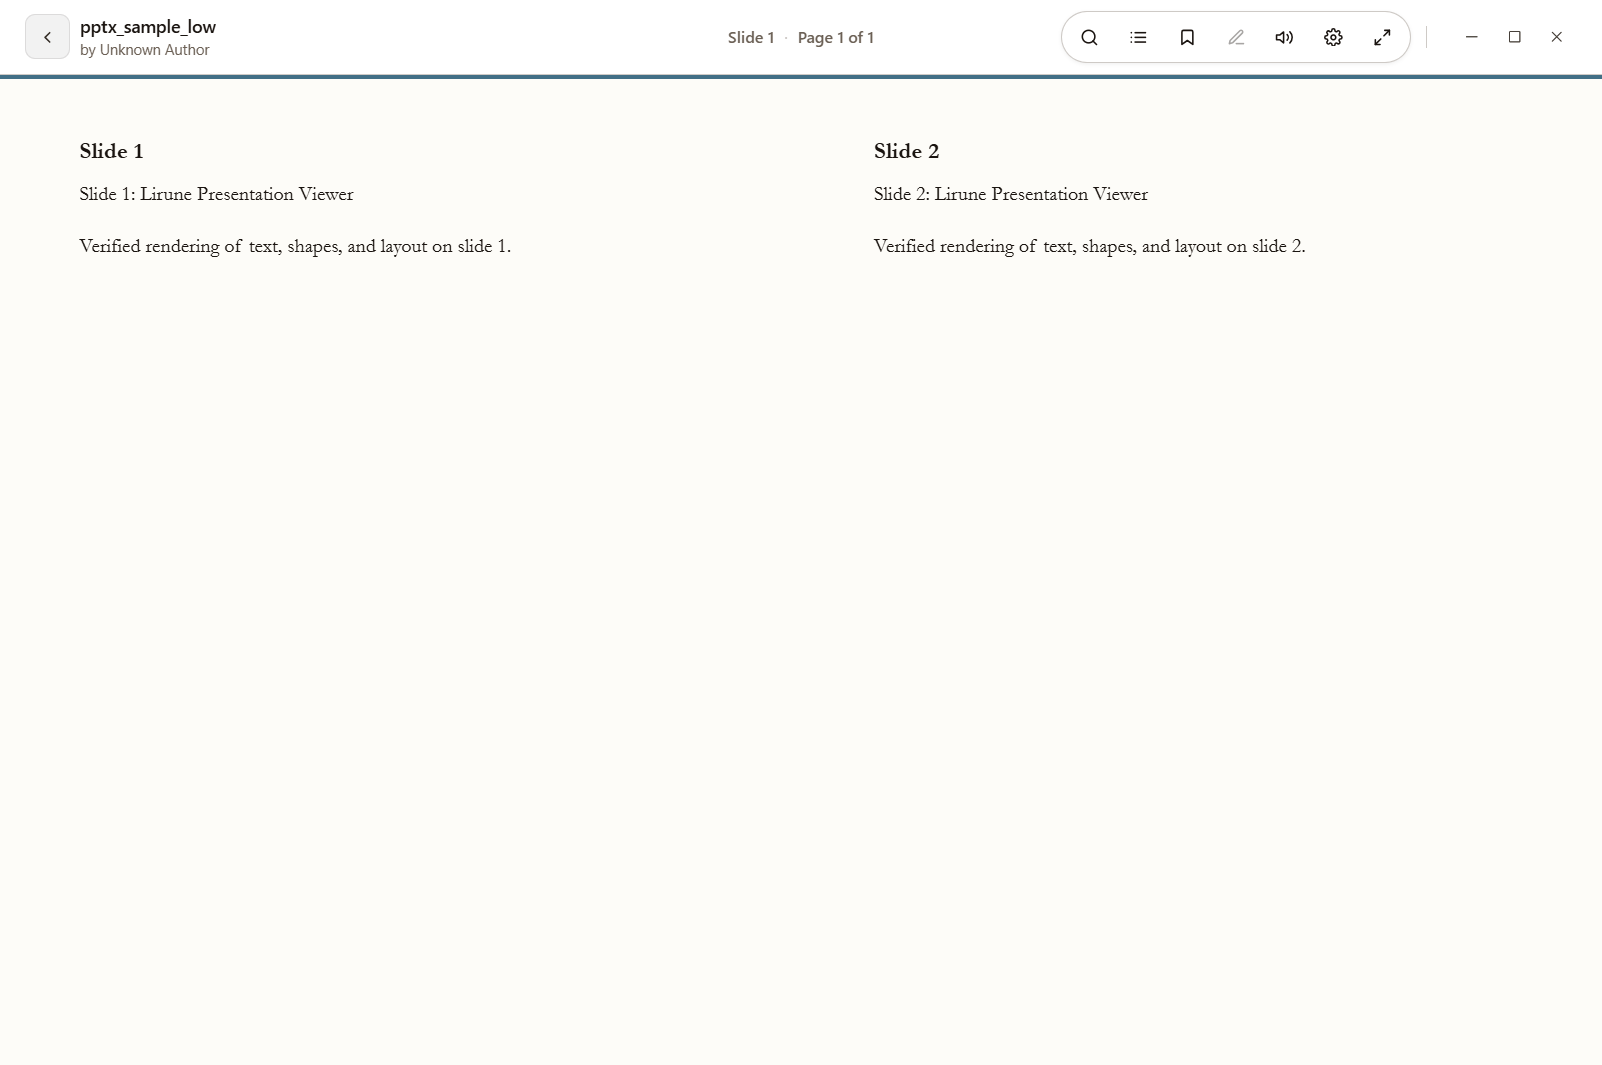 pptx_sample_low
by Unknown Author
Slide 1 · Page 1 of 1
Slide 1
Slide 1: Lirune Presentation Viewer
Verified rendering of text, shapes, and layout on slide 1.
Slide 2
Slide 2: Lirune Presentation Viewer
Verified rendering of text, shapes, and layout on slide 2.